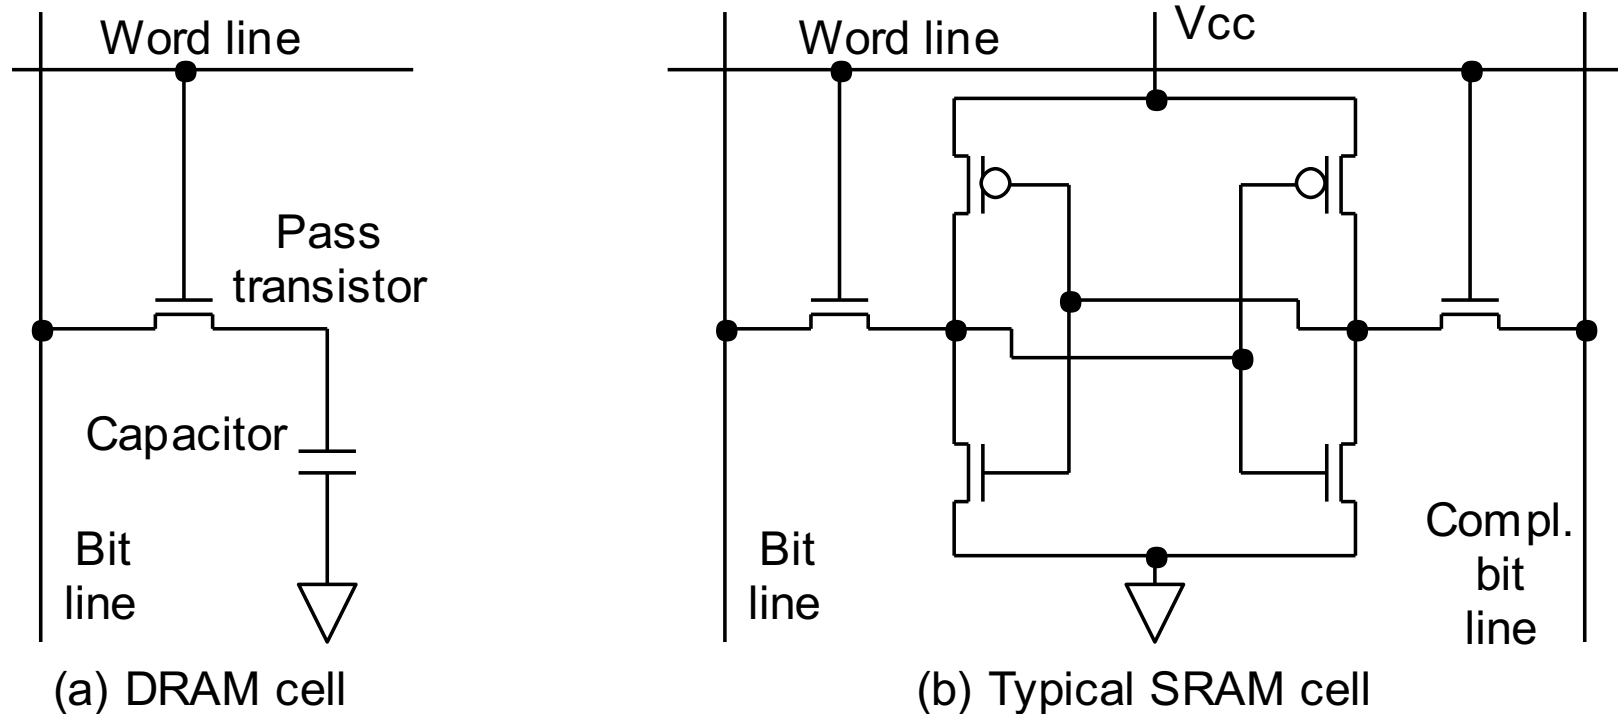 Word line
Pass
transistor
Capacitor
Bit
line
(a) DRAM cell
Word line
Vcc
Bit
line
Compl.
bit
line
(b) Typical SRAM cell